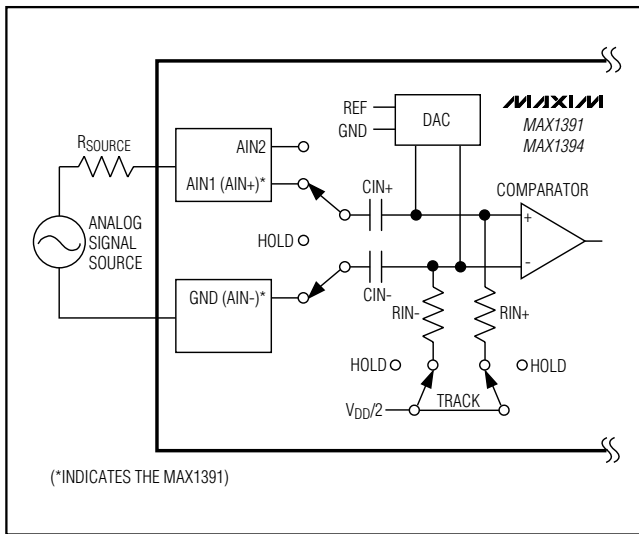 REF
GND
DAC
MAXIM
MAX1391
MAX1394
RSOURCE
AIN2
AIN1 (AIN+)*
CIN+
COMPARATOR
+
-
ANALOG
SIGNAL
SOURCE
HOLD
GND (AIN-)*
CIN-
RIN-
RIN+
HOLD
HOLD
VDD/2
TRACK
(*INDICATES THE MAX1391)